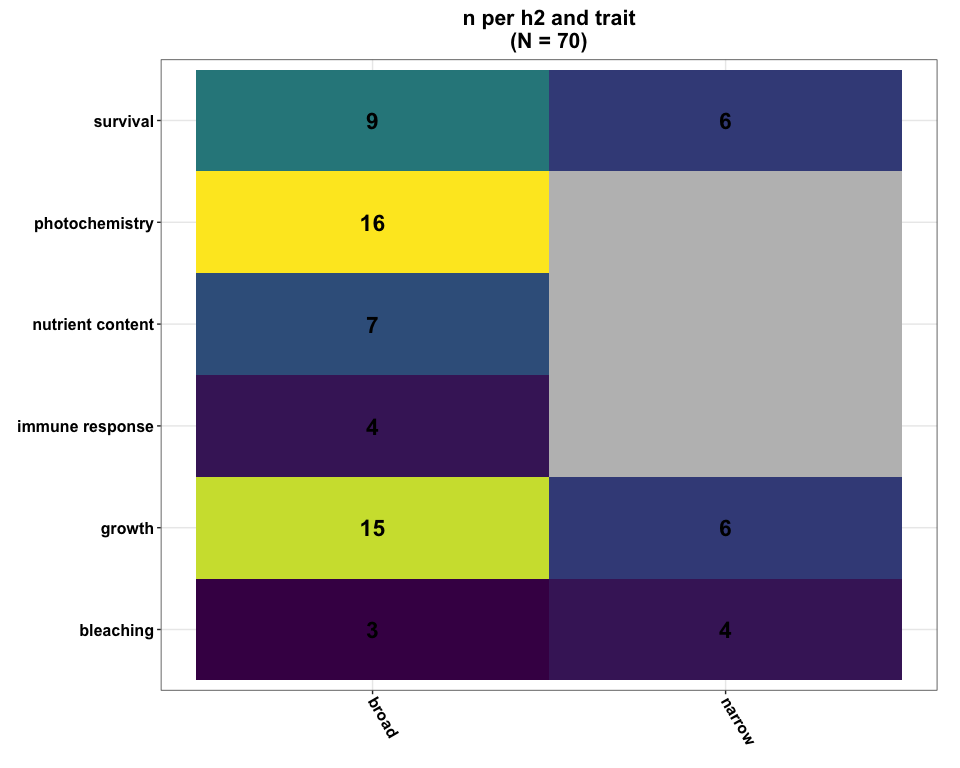 n per h2 and trait
(N = 70)
survival
9
6
photochemistry
16
nutrient content
7
immune response
4
growth
15
6
bleaching
3
4
broad
narrow